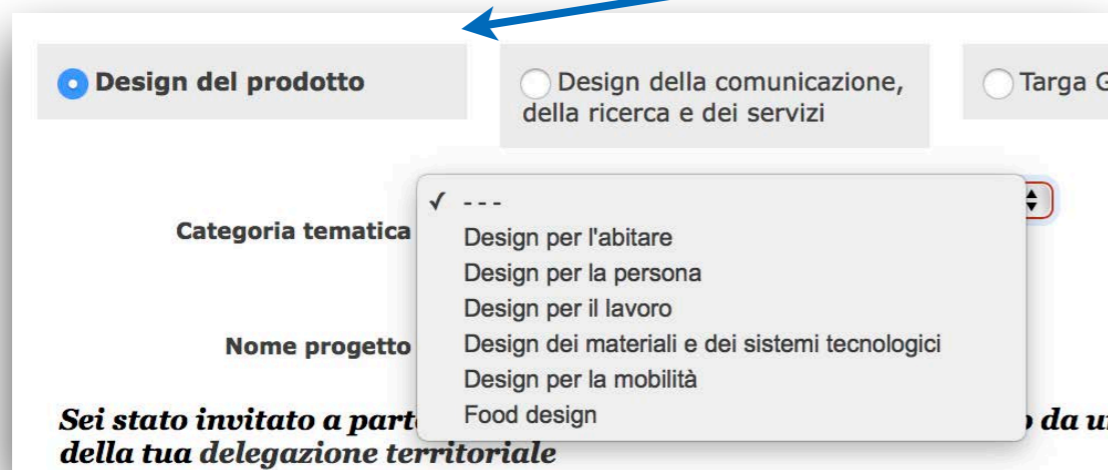 Design del prodotto
Design della comunicazione,
della ricerca e dei servizi
Targa G
Categoria tematica
✓ ---
Design per l'abitare
Design per la persona
Design per il lavoro
Design dei materiali e dei sistemi tecnologici
Design per la mobilità
Food design
Nome progetto
Sei stato invitato a part
o da u
della tua delegazione territoriale